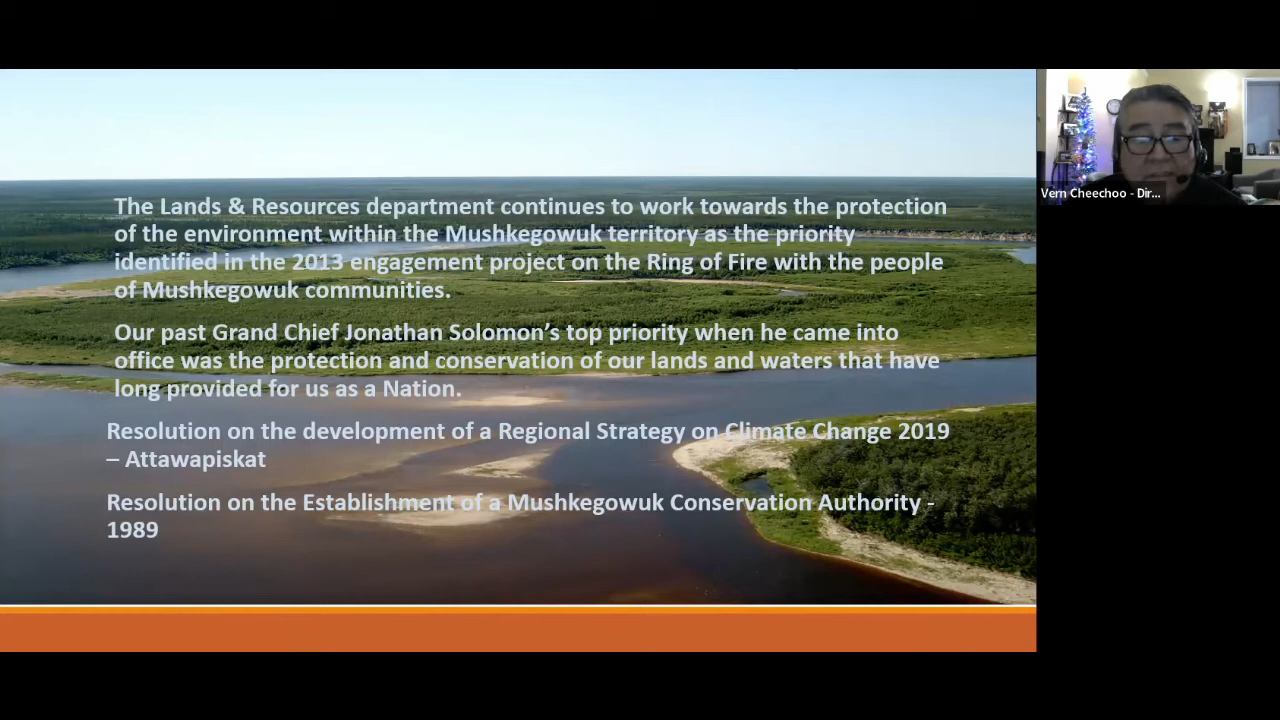 The Lands & Resources department continues to work towards the protection
of the environment within the Mushkegowuk territory as the priority
identified in the 2013 engagement project on the Ring of Fire with the people
of Mushkegowuk communities.
Our past Grand Chief Jonathan Solomon’s top priority when he came into
office was the protection and conservation of our lands and waters that have
long provided for us as a Nation.
Resolution on the development of a Regional Strategy on Climate Change 2019
– Attawapiskat
Resolution on the Establishment of a Mushkegowuk Conservation Authority -
1989
Vern Cheechoo - Dir...